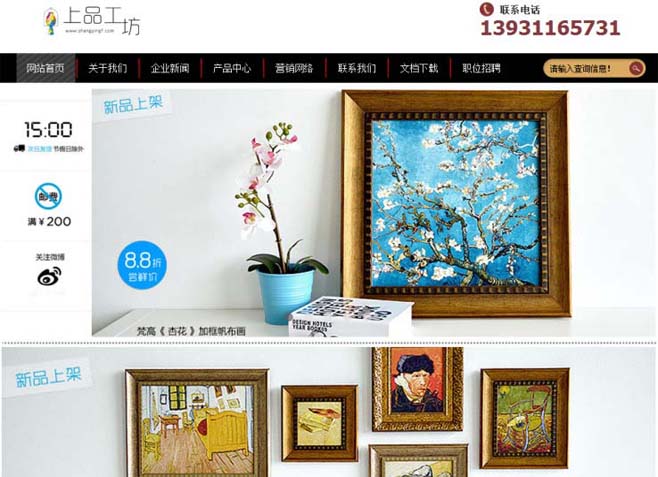 上品工坊
www.shangpingf.com
联系电话
13931165731
网站首页 关于我们 企业新闻 产品中心 营销网络 联系我们 文档下载 职位招聘 请输入查询信息!
新品上架
15:00
次日发货 节假日除外
邮费
满¥200
关注微博
8.8折
尝鲜价
DESIGN HOTELS
YEAR BOOKS
梵高《杏花》加框帆布画
新品上架